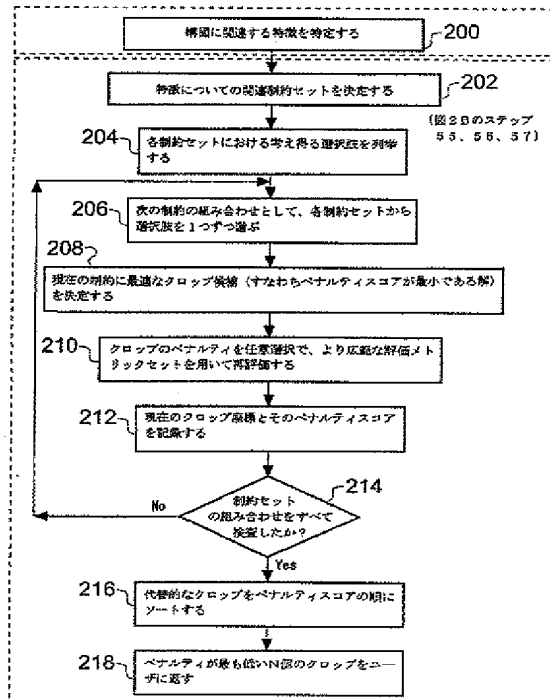 構図に関連する特徴を特定する
200
特徴についての関連制約セットを決定する
202
(図2Bのステップ
55、56、57)
204
各制約セットにおける考え得る選択肢を列挙
する
206
次の制約の組み合わせとして、各制約セットから
選択肢を1つずつ選ぶ
208
現在の制約に最適なクロップ候補(すなわちペナルティスコアが最小である解)
を決定する
210
クロップのペナルティを任意選択で、より広範な評価メト
リックセットを用いて再評価する
212
現在のクロップ座標とそのペナルティスコア
を記録する
214
制約セット
の組み合わせをすべて
検査したか?
No
Yes
216
代替的なクロップをペナルティスコアの順に
ソートする
218
ペナルティが最も低いN個のクロップをユー
ザに返す